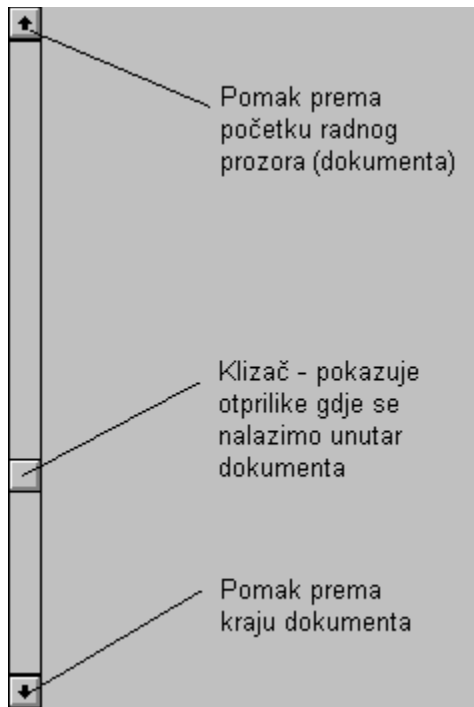 Pomak prema
početku radnog
prozora (dokumenta)
Klizač - pokazuje
otprilike gdje se
nalazimo unutar
dokumenta
Pomak prema
kraju dokumenta